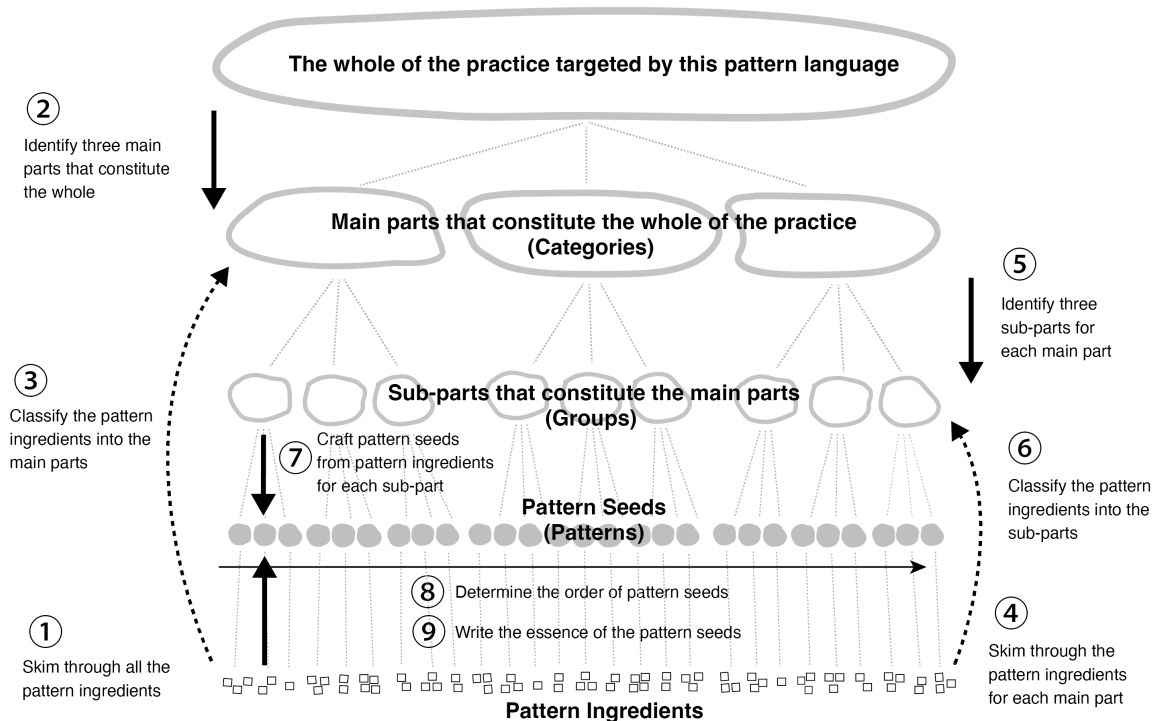 The whole of the practice targeted by this pattern language
②
Identify three main
parts that constitute
the whole
Main parts that constitute the whole of the practice
(Categories)
⑤
Identify three
sub-parts for
each main part
③
Classify the pattern
ingredients into the
main parts
Sub-parts that constitute the main parts
(Groups)
⑦
Craft pattern seeds
from pattern ingredients
for each sub-part
⑥
Classify the pattern
ingredients into the
sub-parts
Pattern Seeds
(Patterns)
⑧ Determine the order of pattern seeds
⑨ Write the essence of the pattern seeds
①
Skim through all the
pattern ingredients
④
Skim through the
pattern ingredients
for each main part
Pattern Ingredients